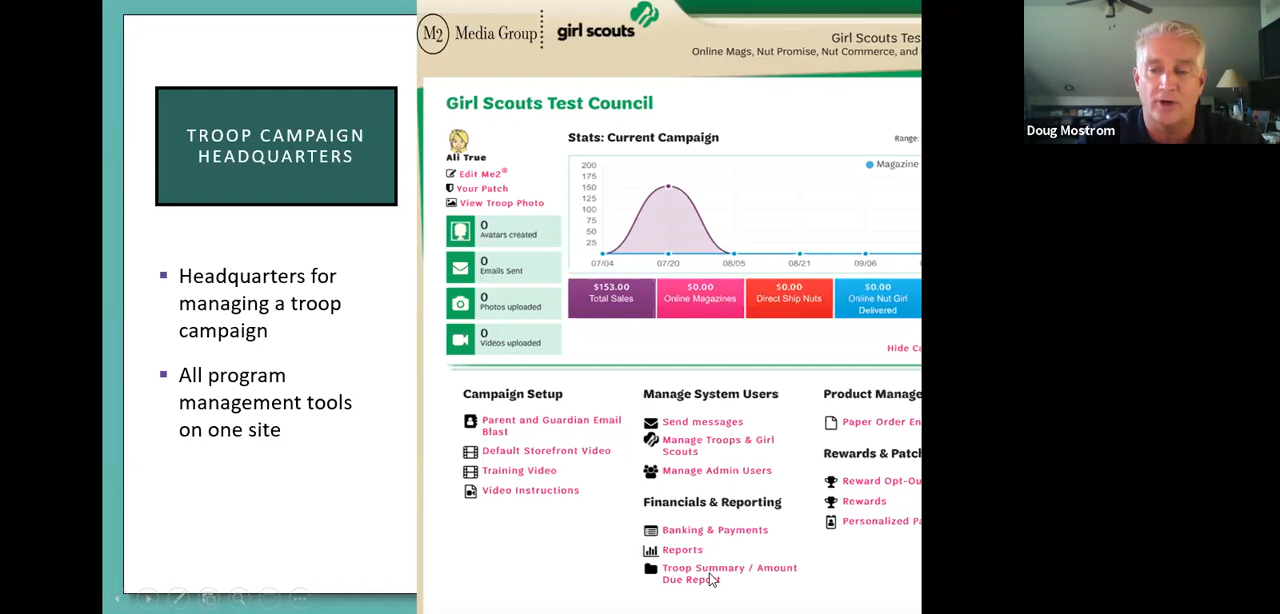 TROOP CAMPAIGN
HEADQUARTERS
Headquarters for
managing a troop
campaign
All program
management tools
on one site
M2 Media Group
girl scouts
Girl Scouts Tes
Online Mags, Nut Promise, Nut Commerce, and
Girl Scouts Test Council
Ali True
Edit Me2®
Your Patch
View Troop Photo
0
Avatars created
0
Emails Sent
0
Photos uploaded
0
Videos uploaded
Stats: Current Campaign
Range:
Magazine
200
175
150
125
100
75
50
25
07/04 07/20 08/05 08/21 09/06
$153.00
Total Sales
$0.00
Online Magazines
$0.00
Direct Ship Nuts
$0.00
Online Nut Girl
Delivered
Hide Ca
Campaign Setup
Parent and Guardian Email
Blast
Default Storefront Video
Training Video
Video Instructions
Manage System Users
Send messages
Manage Troops & Girl
Scouts
Manage Admin Users
Financials & Reporting
Banking & Payments
Reports
Troop Summary / Amount
Due Report
Product Manage
Paper Order En
Rewards & Patch
Reward Opt-Ou
Rewards
Personalized Pa
Doug Mostrom